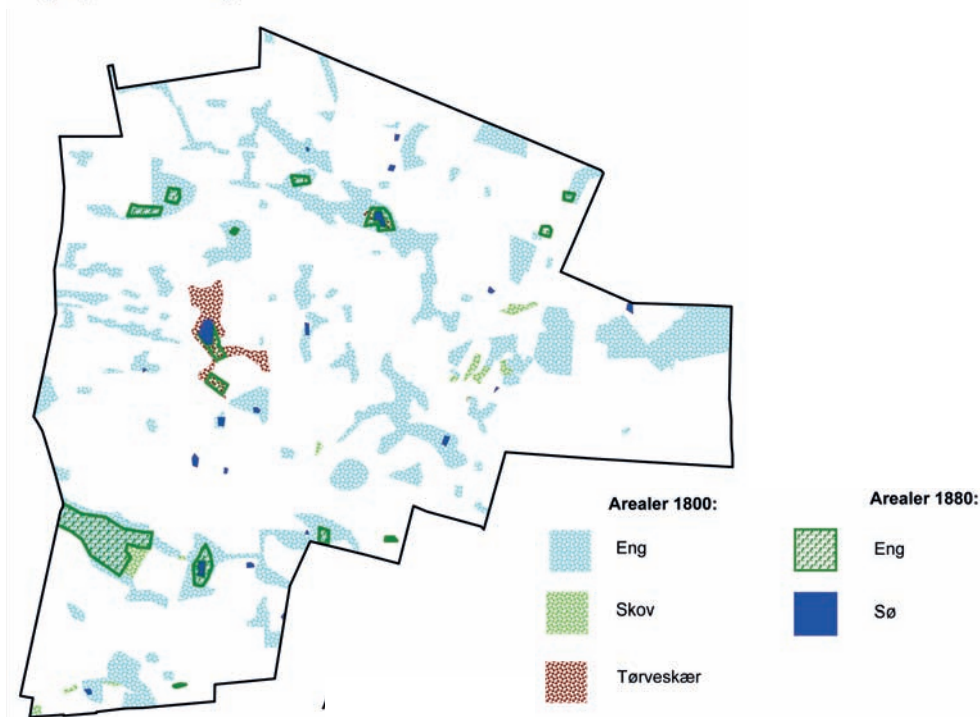 Arealer 1800:
Eng
Skov
Tørveskær
Arealer 1880:
Eng
Sø